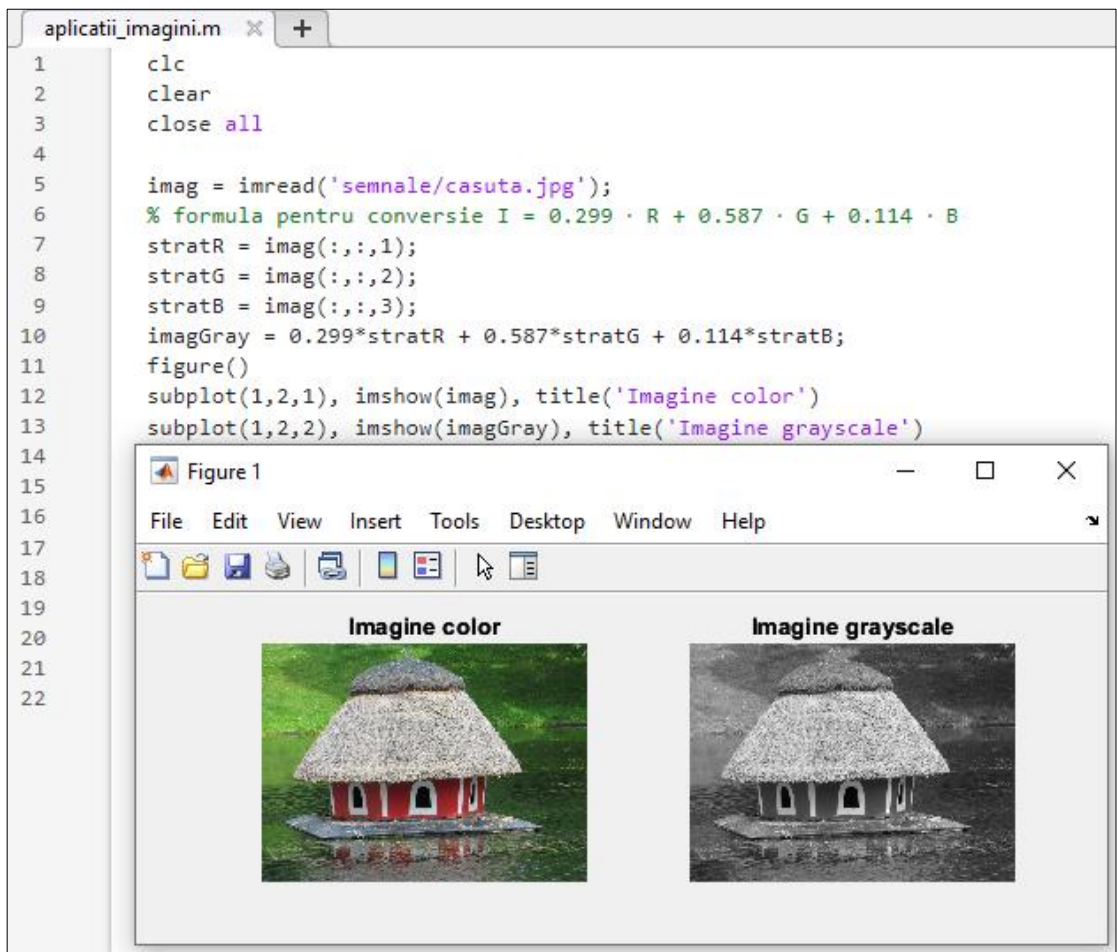 aplicatii_imagini.m
1 clc
2 clear
3 close all
4
5 imag = imread('semnale/casuta.jpg');
6 % formula pentru conversie I = 0.299 · R + 0.587 · G + 0.114 · B
7 stratR = imag(:,:,1);
8 stratG = imag(:,:,2);
9 stratB = imag(:,:,3);
10 imagGray = 0.299*stratR + 0.587*stratG + 0.114*stratB;
11 figure()
12 subplot(1,2,1), imshow(imag), title('Imagine color')
13 subplot(1,2,2), imshow(imagGray), title('Imagine grayscale')
14
15
16
17
18
19
20
21
22
Figure 1
File Edit View Insert Tools Desktop Window Help
Imagine color Imagine grayscale